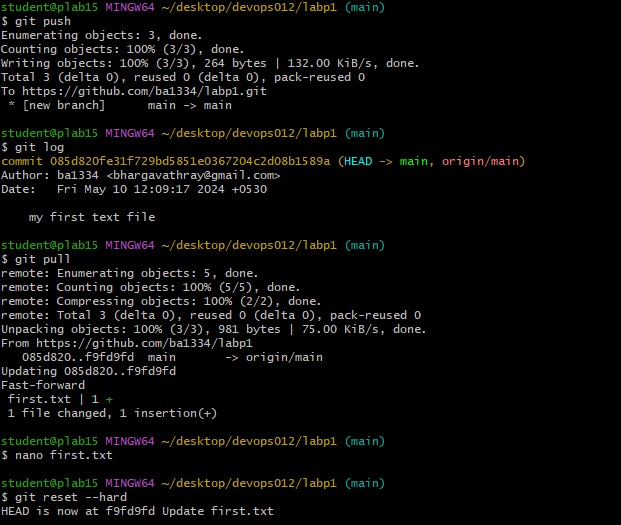 student@plab15 MINGW64 ~/desktop/devops012/labp1 (main)
$ git push
Enumerating objects: 3, done.
Counting objects: 100% (3/3), done.
Writing objects: 100% (3/3), 264 bytes | 132.00 KiB/s, done.
Total 3 (delta 0), reused 0 (delta 0), pack-reused 0
To https://github.com/ba1334/labp1.git
 * [new branch]      main -> main

student@plab15 MINGW64 ~/desktop/devops012/labp1 (main)
$ git log
commit 085d820fe31f729bd5851e0367204c2d08b1589a (HEAD -> main, origin/main)
Author: ba1334 <bhargavathray@gmail.com>
Date:   Fri May 10 12:09:17 2024 +0530

    my first text file

student@plab15 MINGW64 ~/desktop/devops012/labp1 (main)
$ git pull
remote: Enumerating objects: 5, done.
remote: Counting objects: 100% (5/5), done.
remote: Compressing objects: 100% (2/2), done.
remote: Total 3 (delta 0), reused 0 (delta 0), pack-reused 0
Unpacking objects: 100% (3/3), 981 bytes | 75.00 KiB/s, done.
From https://github.com/ba1334/labp1
   085d820..f9fd9fd  main       -> origin/main
Updating 085d820..f9fd9fd
Fast-forward
 first.txt | 1 +
 1 file changed, 1 insertion(+)

student@plab15 MINGW64 ~/desktop/devops012/labp1 (main)
$ nano first.txt

student@plab15 MINGW64 ~/desktop/devops012/labp1 (main)
$ git reset --hard
HEAD is now at f9fd9fd Update first.txt